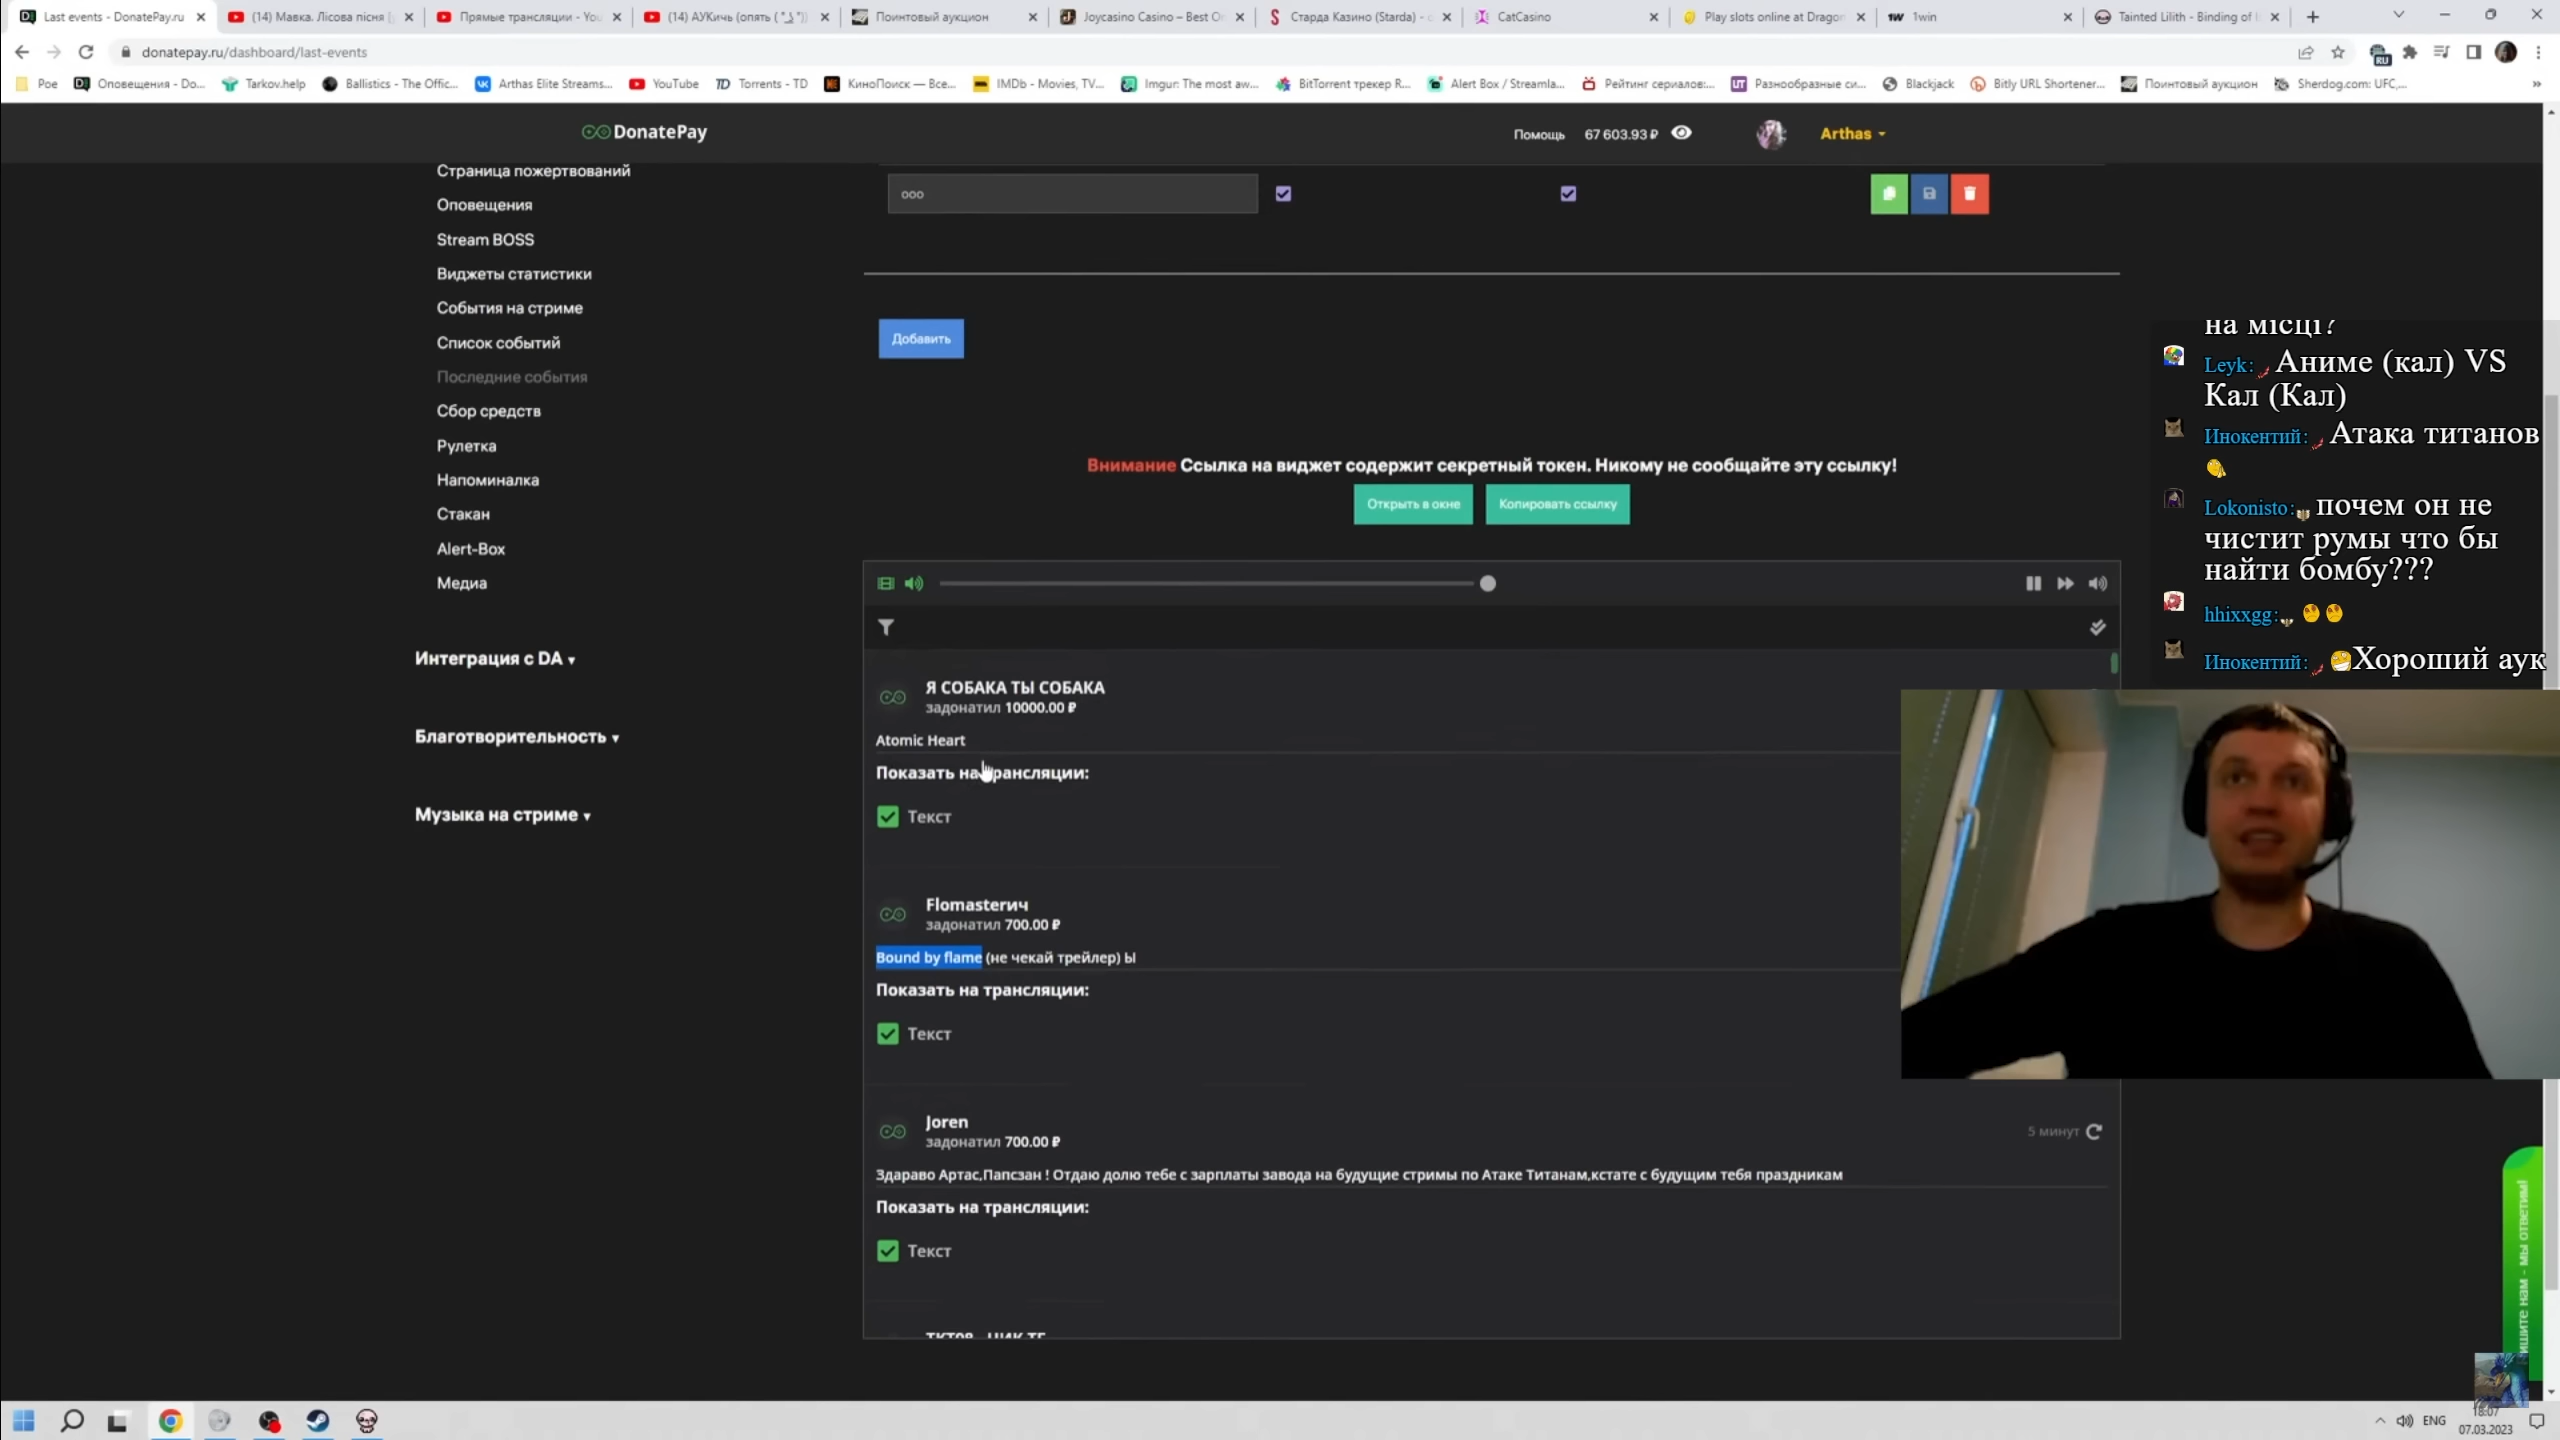 Last events - DonatePay.ru
(14) Мавка. Лісова пісня
Прямые трансляции - You
(14) АУКичь (опять
Поинтовый аукцион
Joycasino Casino – Best O
Старда Казино (Starda) -
CatCasino
Play slots online at Dragon
1win
Tainted Lilith - Binding of I
donatepay.ru/dashboard/last-events
Poe
Оповещения - Do...
Tarkov.help
Ballistics - The Offic...
Arthas Elite Streams...
YouTube
Torrents - TD
КиноПоиск — Все...
IMDb - Movies, TV...
Imgur: The most aw...
BitTorrent трекер R...
Alert Box / Streamla...
Рейтинг сериалов:...
Разнообразные си...
Blackjack
Bitly URL Shortener...
Поинтовый аукцион
Sherdog.com: UFC,...
DonatePay
Помощь
67 603.93 ₽
Arthas
Страница пожертвований
Оповещения
Stream BOSS
Виджеты статистики
События на стриме
Список событий
Последние события
Сбор средств
Рулетка
Напоминалка
Стакан
Alert-Box
Медиа
Интеграция с DA
Благотворительность
Музыка на стриме
ooo
Добавить
Внимание Ссылка на виджет содержит секретный токен. Никому не сообщайте эту ссылку!
Открыть в окне
Копировать ссылку
Я СОБАКА ТЫ СОБАКА
задонатил 10000.00 ₽
Atomic Heart
Показать на трансляции:
Текст
Flomasterич
задонатил 700.00 ₽
Bound by flame (не чекай трейлер) Ы
Показать на трансляции:
Текст
Joren
задонатил 700.00 ₽
5 минут
Здараво Артас,Папсзан ! Отдаю долю тебе с зарплаты завода на будущие стримы по Атаке Титанам,кстате с будущим тебя праздникам
Показать на трансляции:
Текст
на місці?
Leyk: Аниме (кал) VS
Кал (Кал)
Инокентий: Атака титанов
Lokonisto: почем он не
чистит румы что бы
найти бомбу???
hhixxgg:
Инокентий: Хороший аук
ишите нам - мы ответим!
ENG
18:07
07.03.2023